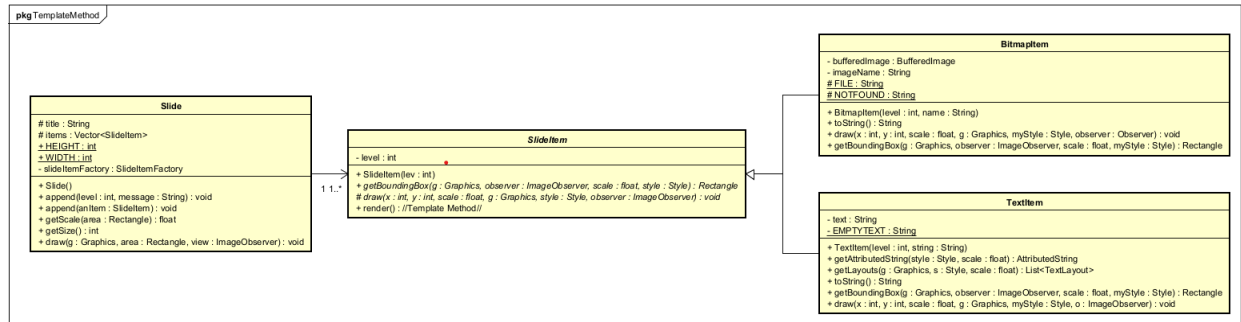 pkg TemplateMethod
Slide
# title : String
# items : Vector<SlideItem>
+ HEIGHT : int
+ WIDTH : int
- slideItemFactory : SlideItemFactory
+ Slide()
+ append(level : int, message : String) : void
+ append(anItem : SlideItem) : void
+ getScale(area : Rectangle) : float
+ getSize() : int
+ draw(g : Graphics, area : Rectangle, view : ImageObserver) : void
1 1..*
SlideItem
- level : int
+ SlideItem(lev : int)
+ getBoundingBox(g : Graphics, observer : ImageObserver, scale : float, style : Style) : Rectangle
# draw(x : int, y : int, scale : float, g : Graphics, style : Style, observer : ImageObserver) : void
+ render() : //Template Method//
BitmapItem
- bufferedImage : BufferedImage
- imageName : String
# FILE : String
# NOTFOUND : String
+ BitmapItem(level : int, name : String)
+ toString() : String
+ draw(x : int, y : int, scale : float, g : Graphics, myStyle : Style, observer : Observer) : void
+ getBoundingBox(g : Graphics, observer : ImageObserver, scale : float, myStyle : Style) : Rectangle
TextItem
- text : String
- EMPTYTEXT : String
+ TextItem(level : int, string : String)
+ getAttributedString(style : Style, scale : float) : AttributedString
+ getLayouts(g : Graphics, s : Style, scale : float) : List<TextLayout>
+ toString() : String
+ getBoundingBox(g : Graphics, observer : ImageObserver, scale : float, myStyle : Style) : Rectangle
+ draw(x : int, y : int, scale : float, g : Graphics, myStyle : Style, o : ImageObserver) : void